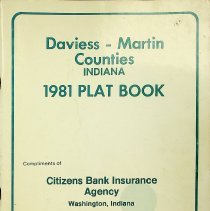 Daviess - Martin
Counties
INDIANA
1981 PLAT BOOK
Compliments of
Citizens Bank Insurance
Agency
Washington, Indiana